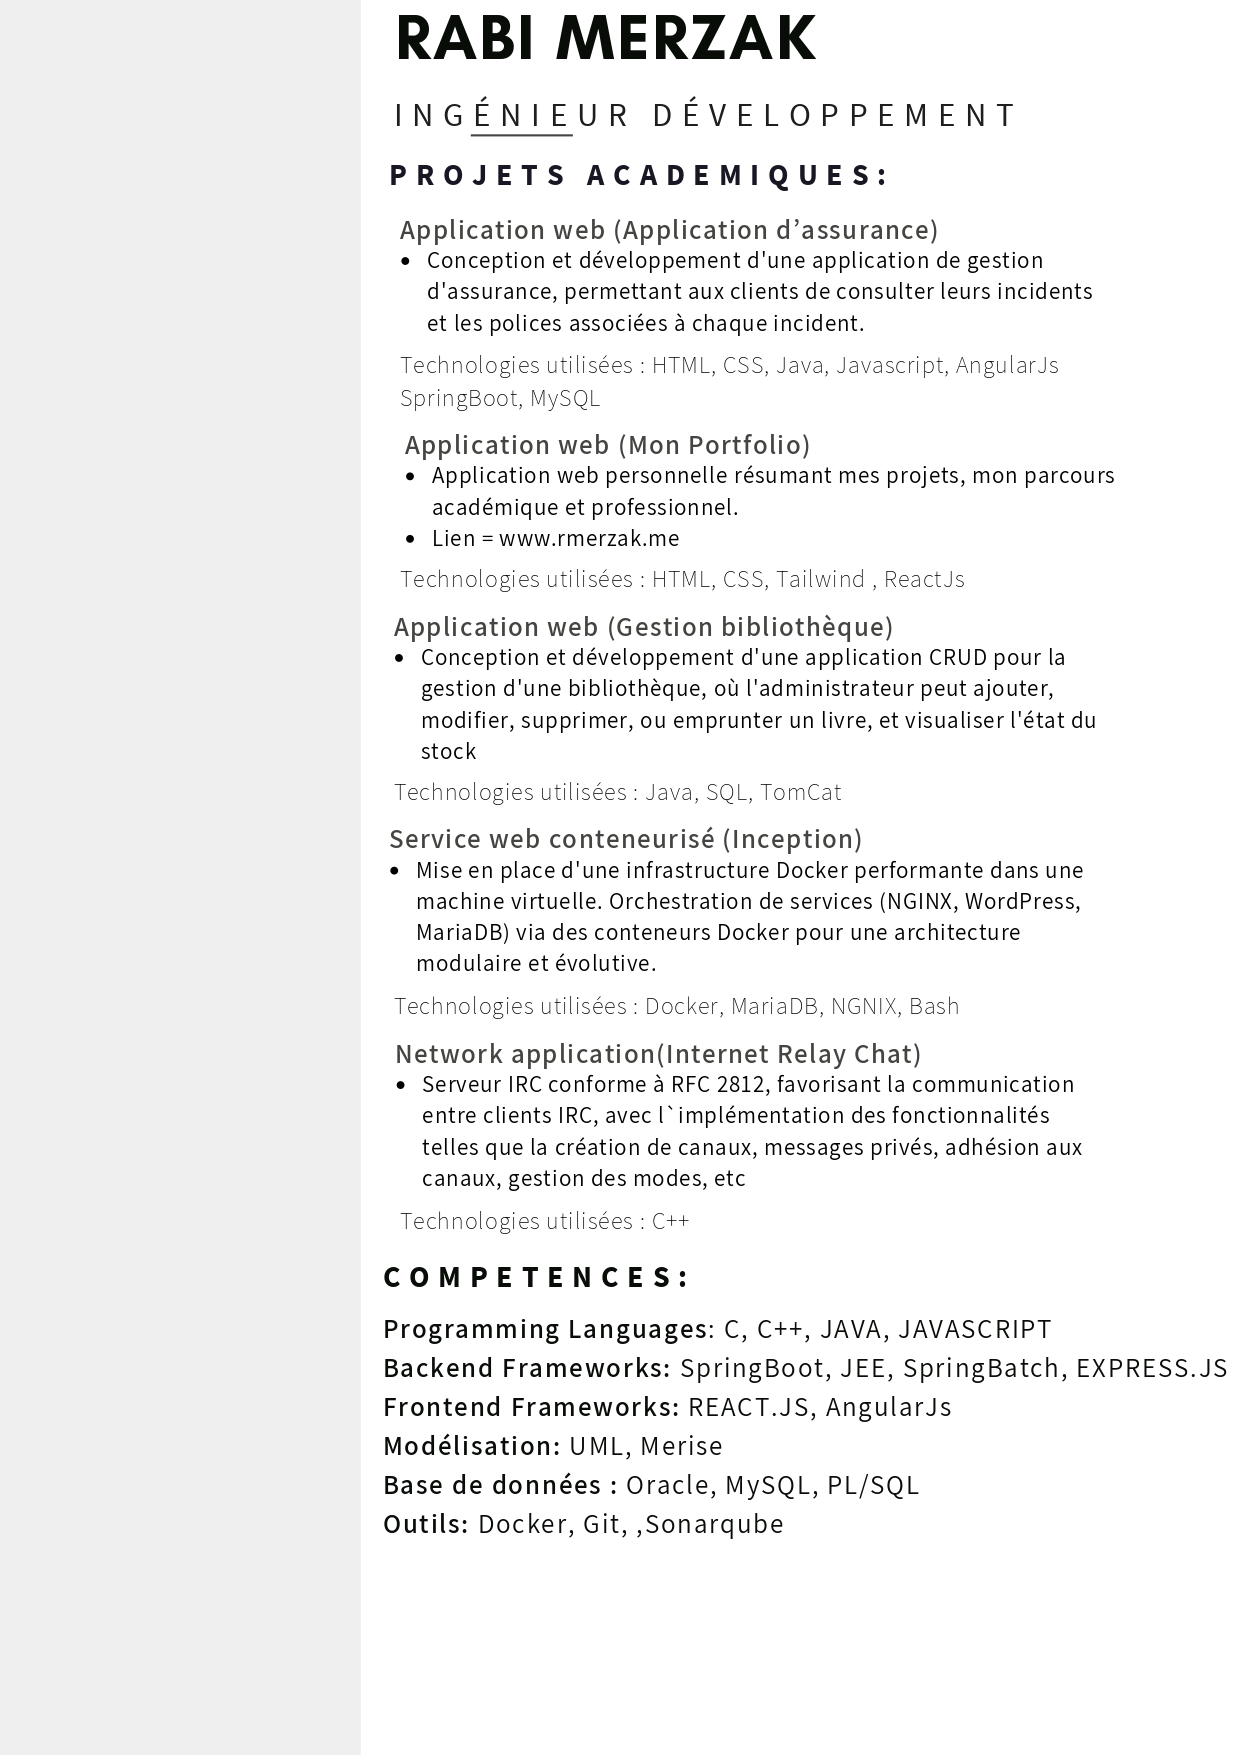 RABI MERZAK
INGÉNIEUR DÉVELOPPEMENT
PROJETS ACADEMIQUES:
Application web (Application d’assurance)
• Conception et développement d'une application de gestion
d'assurance, permettant aux clients de consulter leurs incidents
et les polices associées à chaque incident.
Technologies utilisées : HTML, CSS, Java, Javascript, AngularJs
SpringBoot, MySQL
Application web (Mon Portfolio)
• Application web personnelle résumant mes projets, mon parcours
académique et professionnel.
• Lien = www.rmerzak.me
Technologies utilisées : HTML, CSS, Tailwind , ReactJs
Application web (Gestion bibliothèque)
• Conception et développement d'une application CRUD pour la
gestion d'une bibliothèque, où l'administrateur peut ajouter,
modifier, supprimer, ou emprunter un livre, et visualiser l'état du
stock
Technologies utilisées : Java, SQL, TomCat
Service web conteneurisé (Inception)
• Mise en place d'une infrastructure Docker performante dans une
machine virtuelle. Orchestration de services (NGINX, WordPress,
MariaDB) via des conteneurs Docker pour une architecture
modulaire et évolutive.
Technologies utilisées : Docker, MariaDB, NGNIX, Bash
Network application(Internet Relay Chat)
• Serveur IRC conforme à RFC 2812, favorisant la communication
entre clients IRC, avec l`implémentation des fonctionnalités
telles que la création de canaux, messages privés, adhésion aux
canaux, gestion des modes, etc
Technologies utilisées : C++
COMPETENCES:
Programming Languages: C, C++, JAVA, JAVASCRIPT
Backend Frameworks: SpringBoot, JEE, SpringBatch, EXPRESS.JS
Frontend Frameworks: REACT.JS, AngularJs
Modélisation: UML, Merise
Base de données : Oracle, MySQL, PL/SQL
Outils: Docker, Git, ,Sonarqube